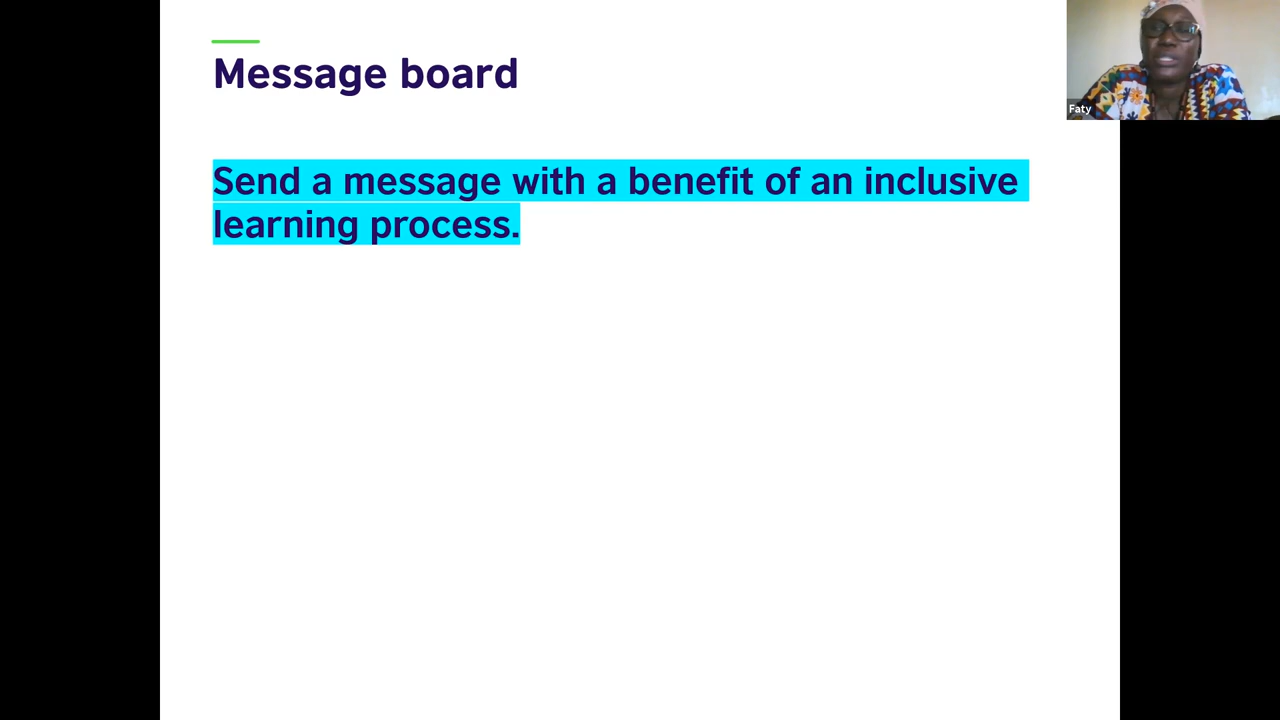 Message board
Send a message with a benefit of an inclusive
learning process.
Faty